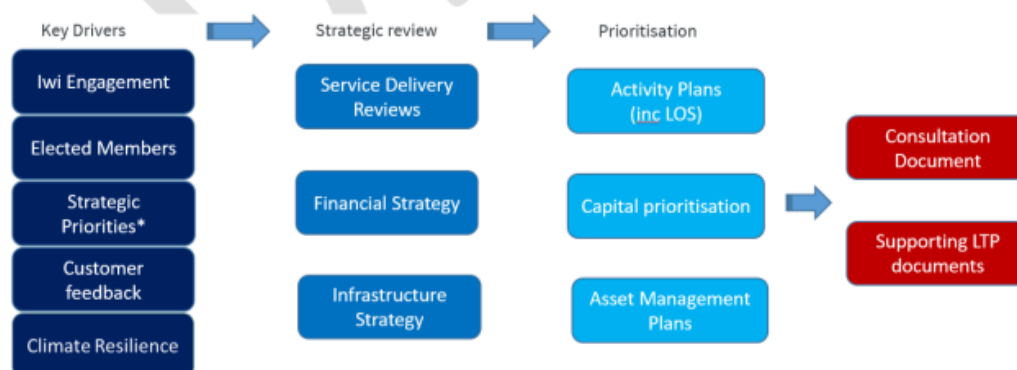 Key Drivers
Strategic review
Prioritisation
Iwi Engagement
Elected Members
Strategic
Priorities*
Customer
feedback
Climate Resilience
Service Delivery
Reviews
Financial Strategy
Infrastructure
Strategy
Activity Plans
(inc LOS)
Capital prioritisation
Asset Management
Plans
Consultation
Document
Supporting LTP
documents